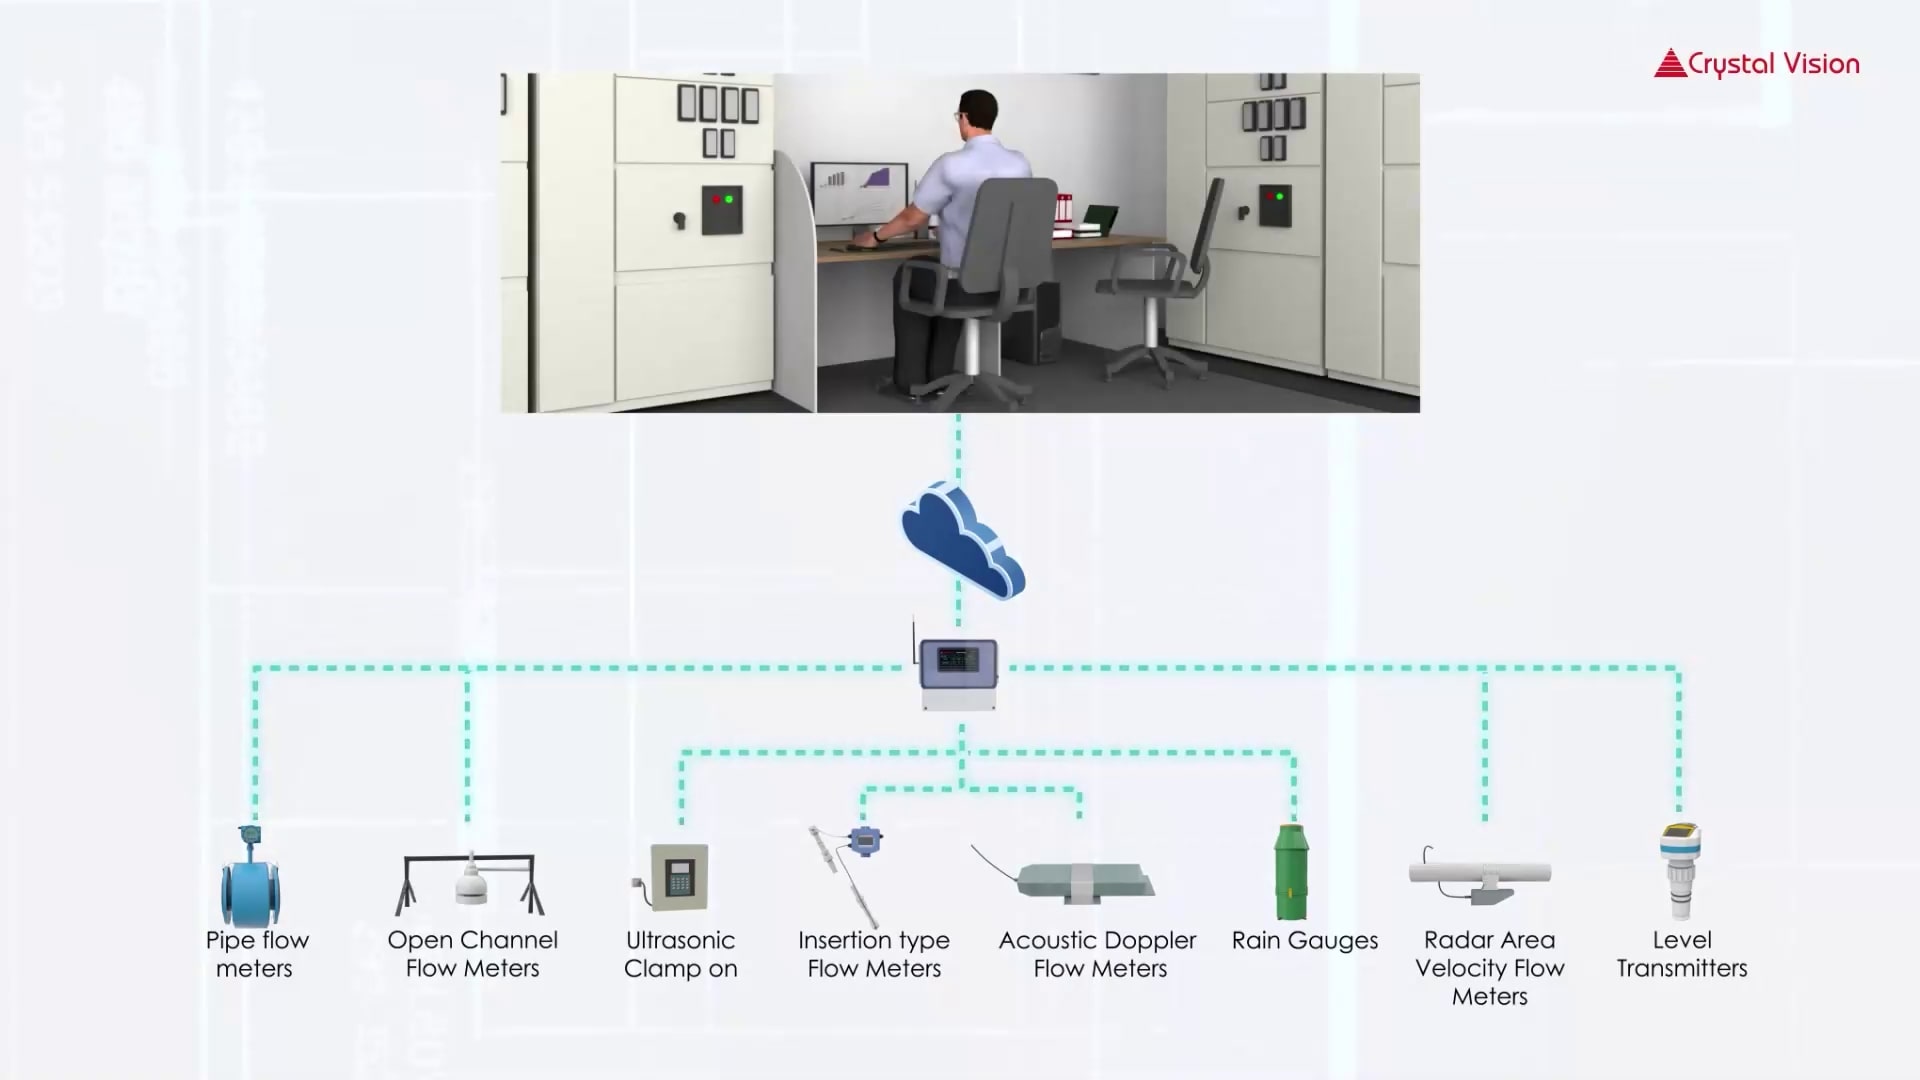 Crystal Vision
Pipe flow
meters
Open Channel
Flow Meters
Ultrasonic
Clamp on
Insertion type
Flow Meters
Acoustic Doppler
Flow Meters
Rain Gauges
Radar Area
Velocity Flow
Meters
Level
Transmitters